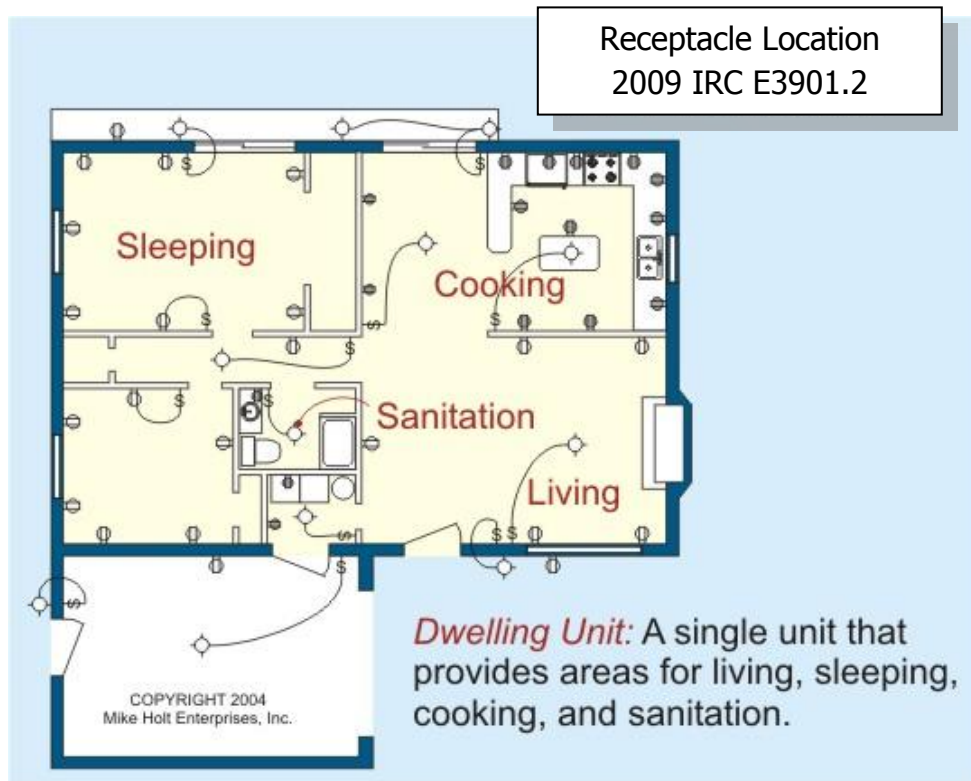 Receptacle Location
2009 IRC E3901.2
S
S
Sleeping
Cooking
S
S
S
S
S
S
Sanitation
Living
S
S
S
S
S
Dwelling Unit: A single unit that
provides areas for living, sleeping,
cooking, and sanitation.
COPYRIGHT 2004
Mike Holt Enterprises, Inc.